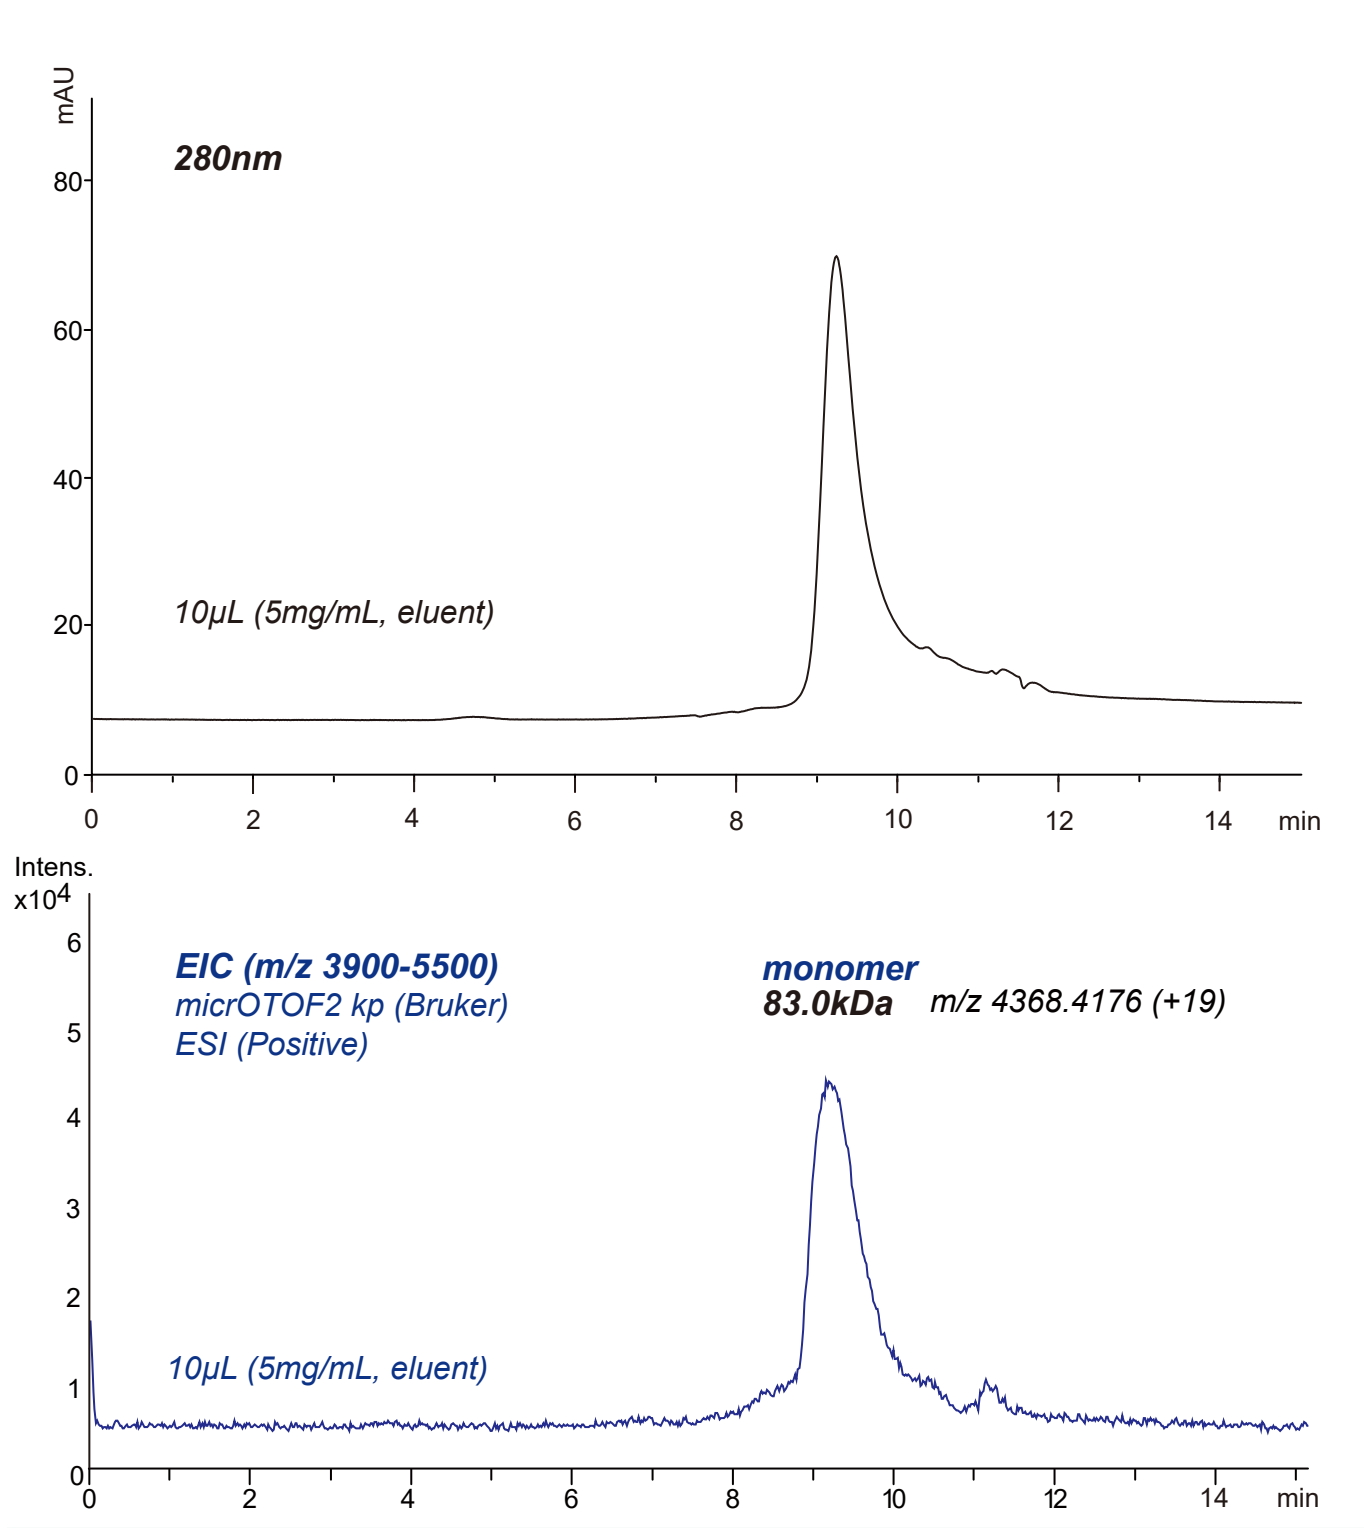 mAU
280nm
80
60
40
10µL (5mg/mL, eluent)
20
0
0 2 4 6 8 10 12 14 min
Intens.
x10⁴
6
EIC (m/z 3900-5500)
monomer
micrOTOF2 kp (Bruker)
83.0kDa m/z 4368.4176 (+19)
5
ESI (Positive)
4
3
2
10µL (5mg/mL, eluent)
1
0
0 2 4 6 8 10 12 14 min